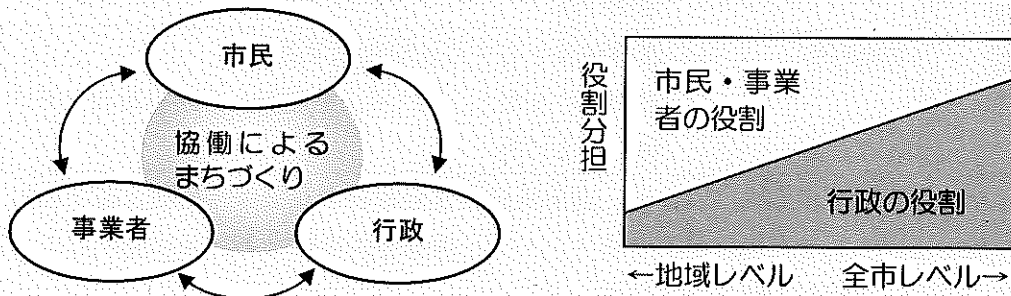 市民
協働による
まちづくり
事業者
行政
役割分担
市民・事業
者の役割
行政の役割
←地域レベル 全市レベル→